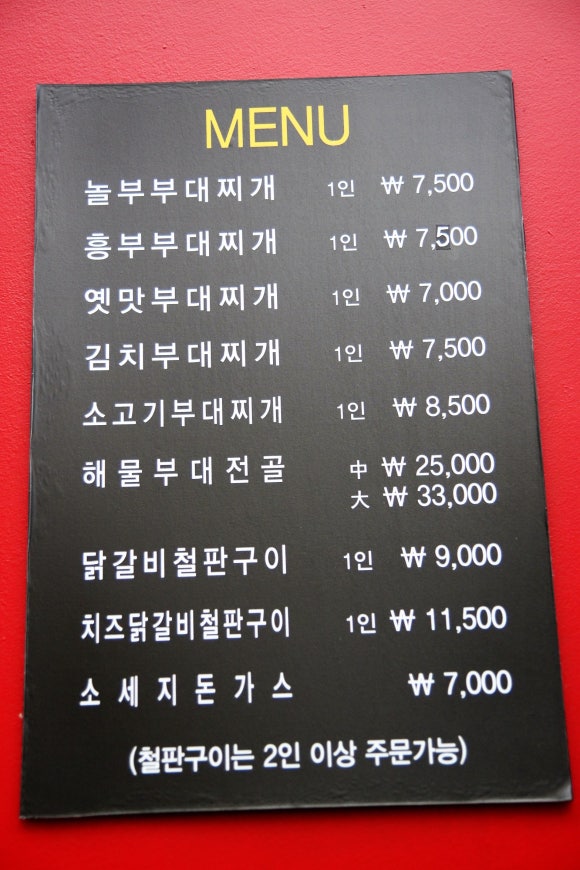 MENU
놀부부대찌개 1인 ₩ 7,500
흥부부대찌개 1인 ₩ 7,500
옛맛부대찌개 1인 ₩ 7,000
김치부대찌개 1인 ₩ 7,500
소고기부대찌개 1인 ₩ 8,500
해물부대전골 中 ₩ 25,000
大 ₩ 33,000
닭갈비철판구이 1인 ₩ 9,000
치즈닭갈비철판구이 1인 ₩ 11,500
소세지돈가스 ₩ 7,000
(철판구이는 2인 이상 주문가능)